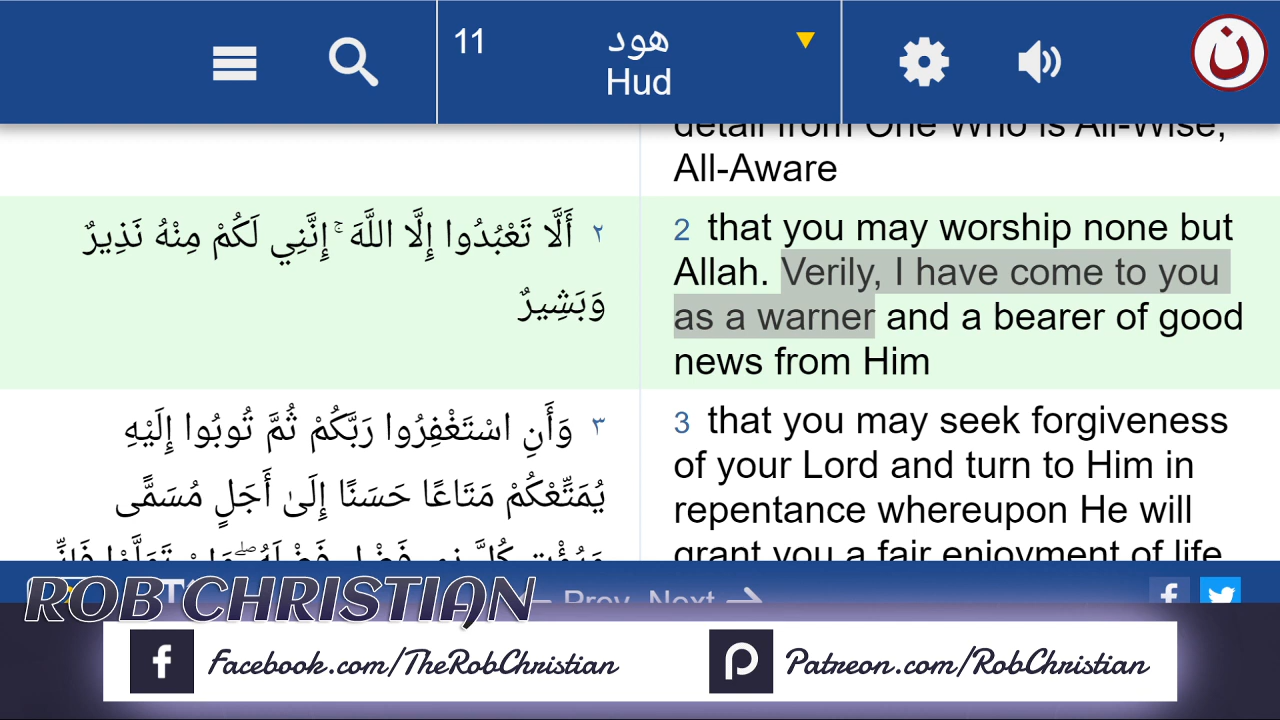 11
هود
Hud
ن
detail from One Who is All-Wise,
All-Aware
٢ أَلَّا تَعْبُدُوا إِلَّا اللَّهَ ۚ إِنَّنِي لَكُمْ مِنْهُ نَذِيرٌ
وَبَشِيرٌ
2 that you may worship none but
Allah. Verily, I have come to you
as a warner and a bearer of good
news from Him
٣ وَأَنِ اسْتَغْفِرُوا رَبَّكُمْ ثُمَّ تُوبُوا إِلَيْهِ
يُمَتِّعْكُمْ مَتَاعًا حَسَنًا إِلَىٰ أَجَلٍ مُسَمًّى
3 that you may seek forgiveness
of your Lord and turn to Him in
repentance whereupon He will
grant you a fair enjoyment of life
Prev Next
ROB CHRISTIAN
Facebook.com/TheRobChristian
Patreon.com/RobChristian